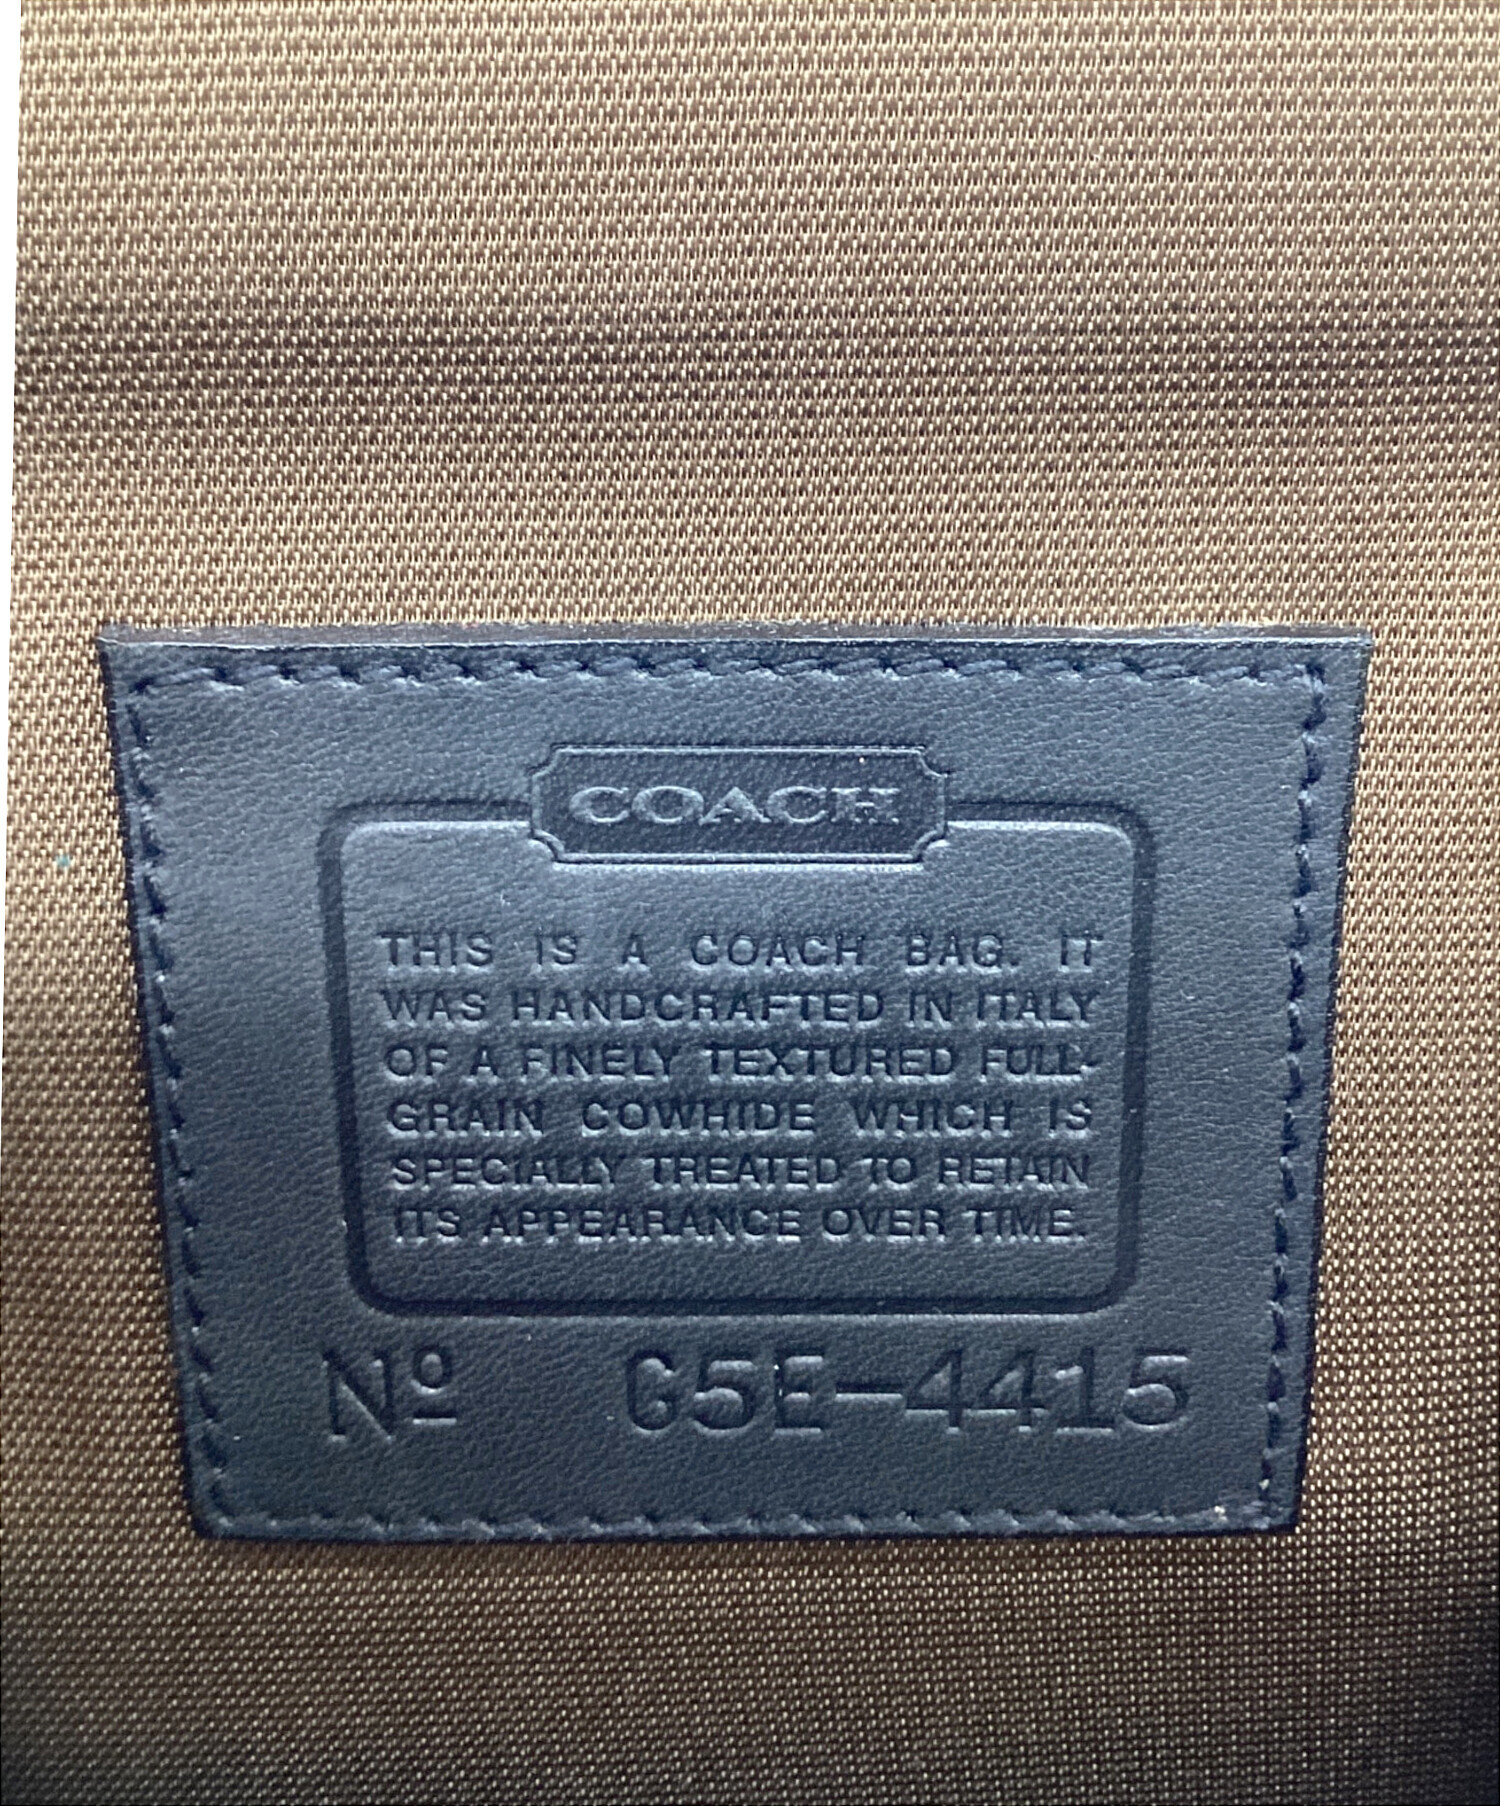 COACH
THIS IS A COACH BAG. IT
WAS HANDCRAFTED IN ITALY
OF A FINELY TEXTURED FULL-
GRAIN COWHIDE WHICH IS
SPECIALLY TREATED TO RETAIN
ITS APPEARANCE OVER TIME.
Nº G5E-4415